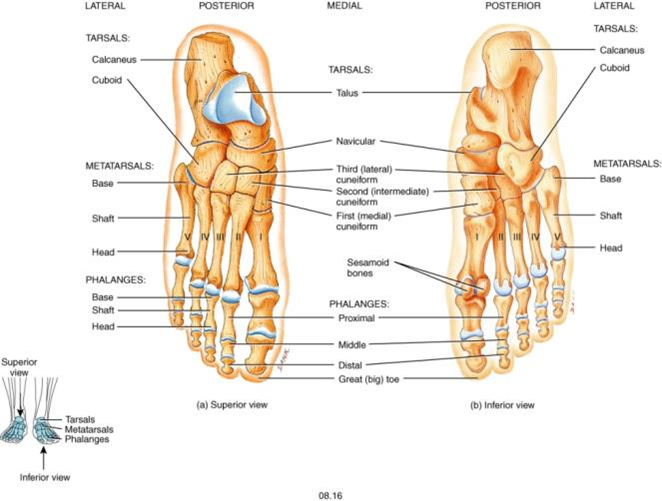 LATERAL POSTERIOR MEDIAL POSTERIOR LATERAL
TARSALS:
Calcaneus
Cuboid
METATARSALS:
Base
Shaft
Head
PHALANGES:
Base
Shaft
Head
V IV III II I
TARSALS:
Talus
Navicular
Third (lateral)
cuneiform
Second (intermediate)
cuneiform
First (medial)
cuneiform
Sesamoid
bones
PHALANGES:
Proximal
Middle
Distal
Great (big) toe
I II III IV V
TARSALS:
Calcaneus
Cuboid
METATARSALS:
Base
Shaft
Head
(a) Superior view
(b) Inferior view
Superior
view
Tarsals
Metatarsals
Phalanges
Inferior view
08.16